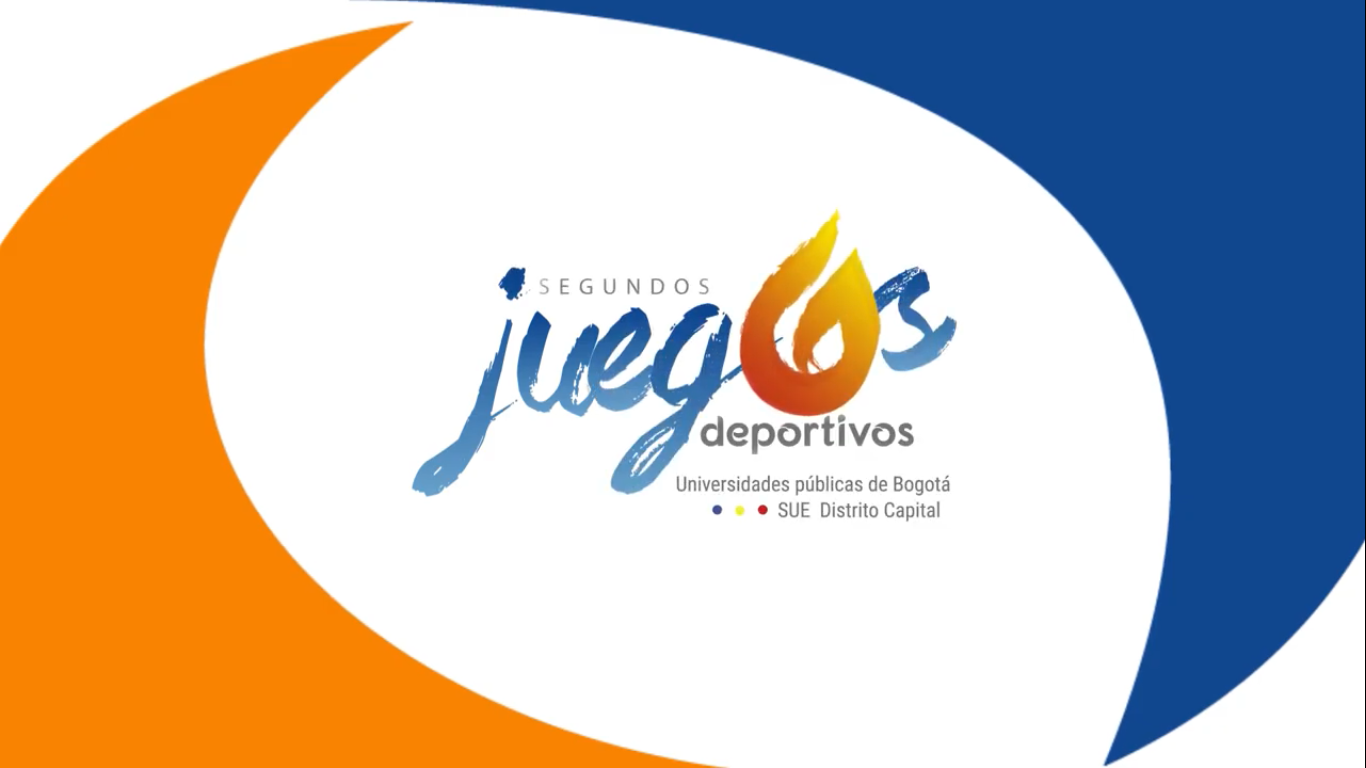 SEGUNDOS
juegos
deportivos
Universidades públicas de Bogotá
SUE Distrito Capital